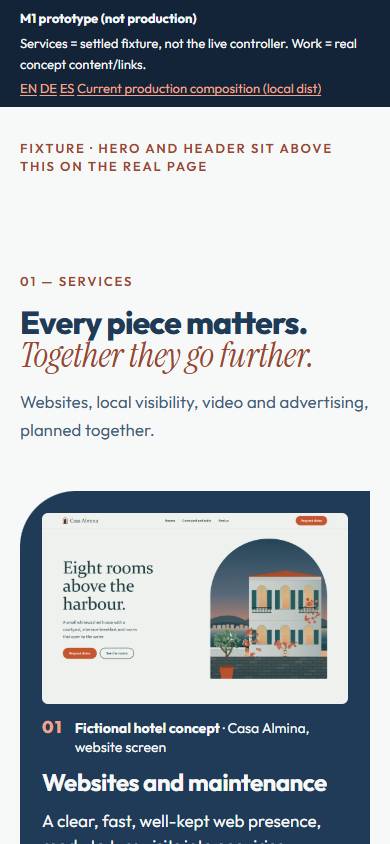 M1 prototype (not production)
Services = settled fixture, not the live controller. Work = real
concept content/links.
EN DE ES Current production composition (local dist)
FIXTURE · HERO AND HEADER SIT ABOVE
THIS ON THE REAL PAGE
01 — SERVICES
Every piece matters.
Together they go further.
Websites, local visibility, video and advertising,
planned together.
Casa Almina
Eight rooms
above the
harbour.
01 Fictional hotel concept · Casa Almina,
website screen
Websites and maintenance
A clear, fast, well-kept web presence,